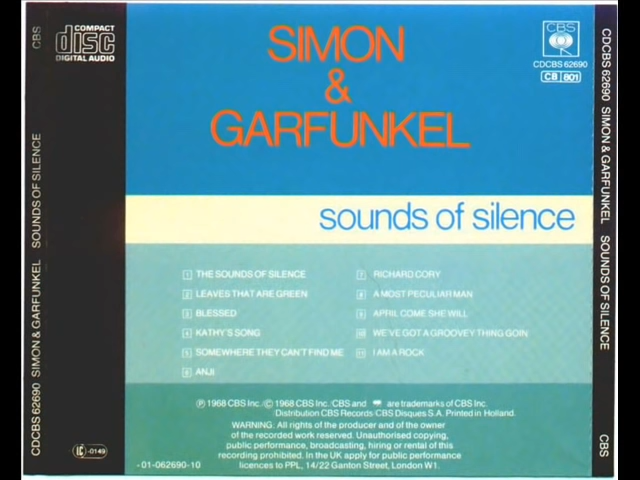 CBS
SOUNDS OF SILENCE
SIMON & GARFUNKEL
CDCBS 62690
COMPACT
disc
DIGITAL AUDIO
SIMON
&
GARFUNKEL
CBS
CDCBS 62690
CB 801
sounds of silence
1 THE SOUNDS OF SILENCE
2 LEAVES THAT ARE GREEN
3 BLESSED
4 KATHY'S SONG
5 SOMEWHERE THEY CAN'T FIND ME
6 ANJI
7 RICHARD CORY
8 A MOST PECULIAR MAN
9 APRIL COME SHE WILL
10 WE'VE GOT A GROOVEY THING GOIN
11 I AM A ROCK
℗ 1968 CBS Inc./© 1968 CBS Inc./CBS and are trademarks of CBS Inc.
Distribution CBS Records/CBS Disques S.A. Printed in Holland.
WARNING: All rights of the producer and of the owner
of the recorded work reserved. Unauthorised copying,
public performance, broadcasting, hiring or rental of this
recording prohibited. In the UK apply for public performance
licences to PPL, 14/22 Ganton Street, London W1.
-01-062690-10
-0149
CDCBS 62690
SIMON & GARFUNKEL
SOUNDS OF SILENCE
CBS